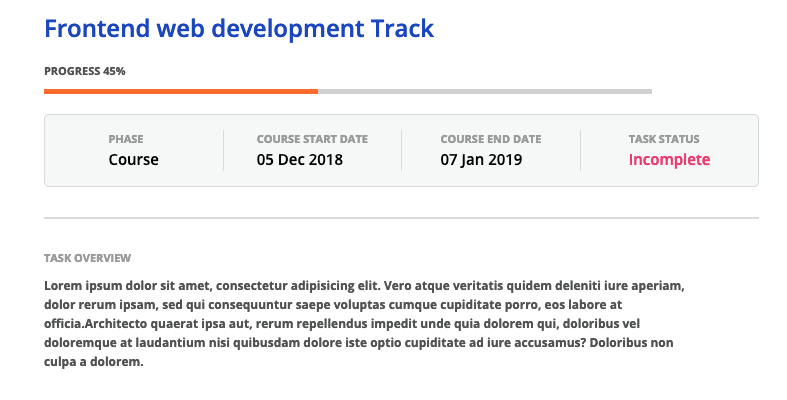 Frontend web development Track
PROGRESS 45%
PHASE COURSE START DATE COURSE END DATE TASK STATUS
Course 05 Dec 2018 07 Jan 2019 Incomplete
TASK OVERVIEW
Lorem ipsum dolor sit amet, consectetur adipisicing elit. Vero atque veritatis quidem deleniti iure aperiam,
dolor rerum ipsam, sed qui consequuntur saepe voluptas cumque cupiditate porro, eos labore at
officia.Architecto quaerat ipsa aut, rerum repellendus impedit unde quia dolorem qui, doloribus vel
doloremque at laudantium nisi quibusdam dolore iste optio cupiditate ad iure accusamus? Doloribus non
culpa a dolorem.